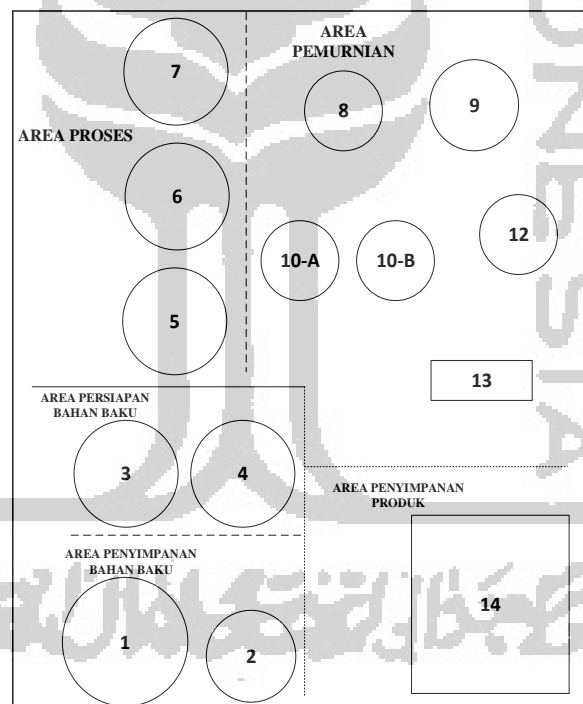 AREA
PEMURNIAN
7
8
9
AREA PROSES
6
12
10-A
10-B
5
13
AREA PERSIAPAN
BAHAN BAKU
3
4
AREA PENYIMPANAN
PRODUK
AREA PENYIMPANAN
BAHAN BAKU
14
1
2